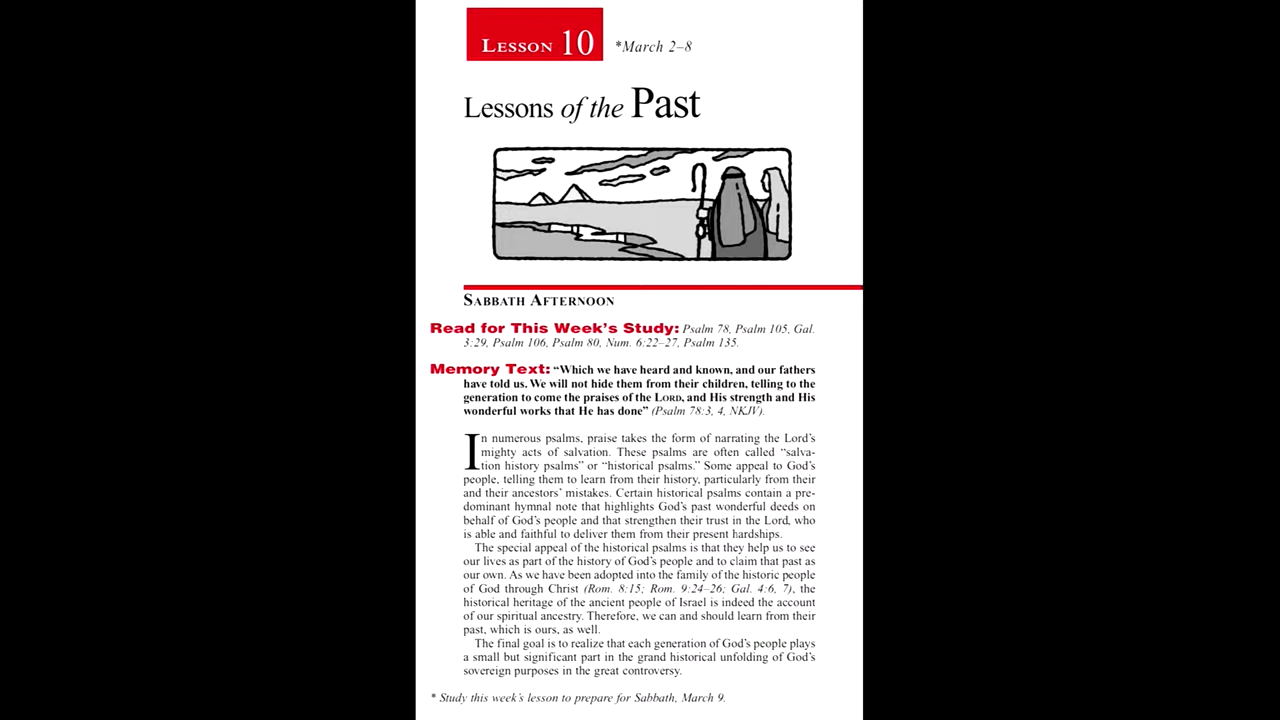 LESSON 10 *March 2–8
Lessons of the Past
SABBATH AFTERNOON
Read for This Week's Study: Psalm 78, Psalm 105, Gal.
3:29, Psalm 106, Psalm 80, Num. 6:22–27, Psalm 135.
Memory Text: “Which we have heard and known, and our fathers
have told us. We will not hide them from their children, telling to the
generation to come the praises of the LORD, and His strength and His
wonderful works that He has done” (Psalm 78:3, 4, NKJV).
In numerous psalms, praise takes the form of narrating the Lord's
mighty acts of salvation. These psalms are often called “salva-
tion history psalms” or “historical psalms.” Some appeal to God's
people, telling them to learn from their history, particularly from their
and their ancestors' mistakes. Certain historical psalms contain a pre-
dominant hymnal note that highlights God's past wonderful deeds on
behalf of God's people and that strengthen their trust in the Lord, who
is able and faithful to deliver them from their present hardships.
The special appeal of the historical psalms is that they help us to see
our lives as part of the history of God's people and to claim that past as
our own. As we have been adopted into the family of the historic people
of God through Christ (Rom. 8:15; Rom. 9:24–26; Gal. 4:6, 7), the
historical heritage of the ancient people of Israel is indeed the account
of our spiritual ancestry. Therefore, we can and should learn from their
past, which is ours, as well.
The final goal is to realize that each generation of God's people plays
a small but significant part in the grand historical unfolding of God's
sovereign purposes in the great controversy.
* Study this week's lesson to prepare for Sabbath, March 9.